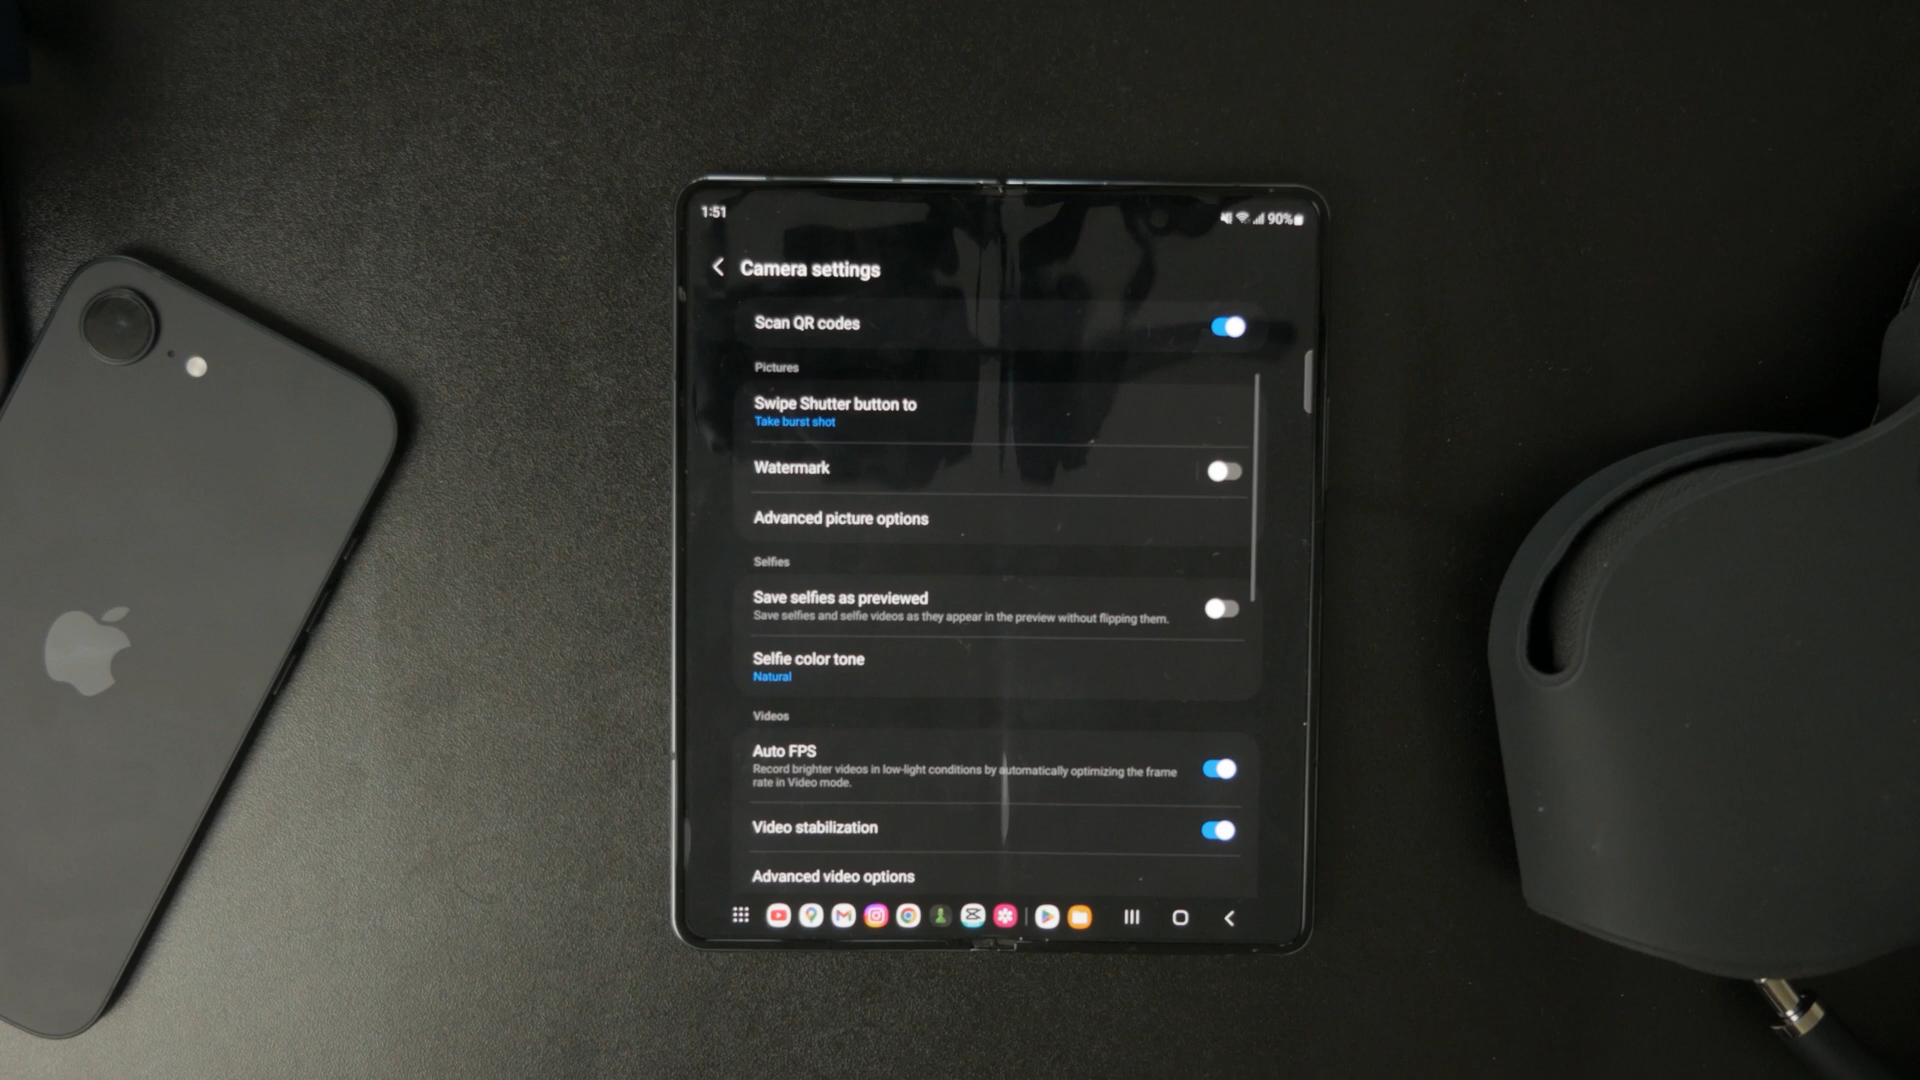 1:51
90%
Camera settings
Scan QR codes
Pictures
Swipe Shutter button to
Take burst shot
Watermark
Advanced picture options
Selfies
Save selfies as previewed
Save selfies and selfie videos as they appear in the preview without flipping them.
Selfie color tone
Natural
Videos
Auto FPS
Record brighter videos in low-light conditions by automatically optimizing the frame
rate in Video mode.
Video stabilization
Advanced video options